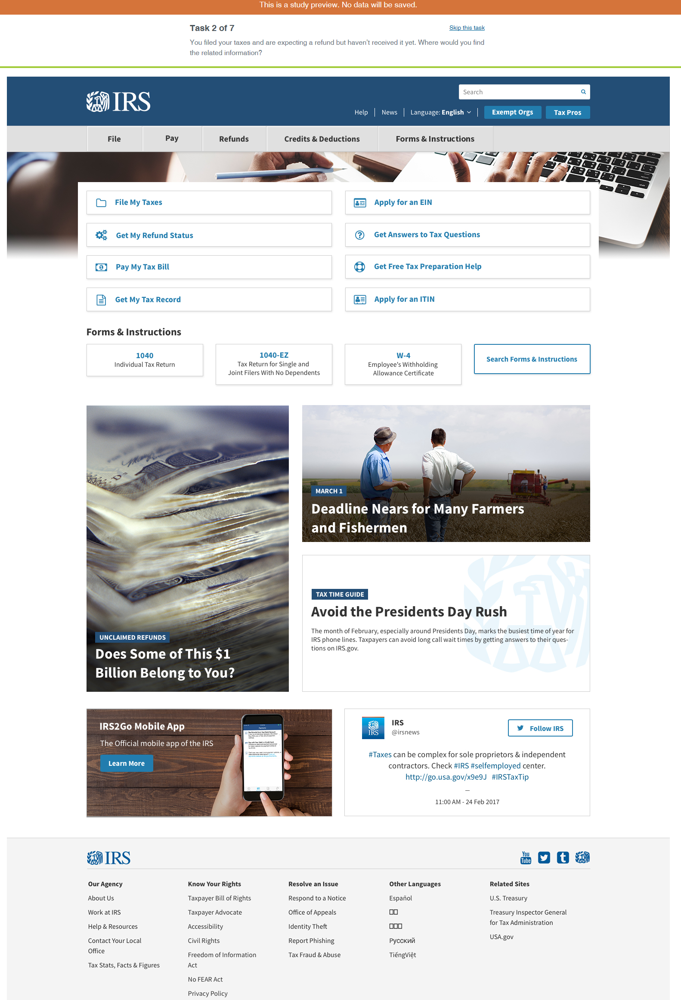 This is a study preview. No data will be saved.
Task 2 of 7
Skip this task
You filed your taxes and are expecting a refund but haven't received it yet. Where would you find
the related information?
IRS
Search
Help
News
Language: English
Exempt Orgs
Tax Pros
File
Pay
Refunds
Credits & Deductions
Forms & Instructions
File My Taxes
Apply for an EIN
Get My Refund Status
Get Answers to Tax Questions
Pay My Tax Bill
Get Free Tax Preparation Help
Get My Tax Record
Apply for an ITIN
Forms & Instructions
1040
Individual Tax Return
1040-EZ
Tax Return for Single and
Joint Filers With No Dependents
W-4
Employee's Withholding
Allowance Certificate
Search Forms & Instructions
UNCLAIMED REFUNDS
Does Some of This $1
Billion Belong to You?
MARCH 1
Deadline Nears for Many Farmers
and Fishermen
TAX TIME GUIDE
Avoid the Presidents Day Rush
The month of February, especially around Presidents Day, marks the busiest time of year for
IRS phone lines. Taxpayers can avoid long call wait times by getting answers to their ques-
tions on IRS.gov.
IRS2Go Mobile App
The Official mobile app of the IRS
Learn More
IRS
IRS
@irsnews
Follow IRS
#Taxes can be complex for sole proprietors & independent
contractors. Check #IRS #selfemployed center.
http://go.usa.gov/x9e9J #IRSTaxTip
–
11:00 AM - 24 Feb 2017
IRS
You
Tube
Our Agency
About Us
Work at IRS
Help & Resources
Contact Your Local
Office
Tax Stats, Facts & Figures
Know Your Rights
Taxpayer Bill of Rights
Taxpayer Advocate
Accessibility
Civil Rights
Freedom of Information
Act
No FEAR Act
Privacy Policy
Resolve an Issue
Respond to a Notice
Office of Appeals
Identity Theft
Report Phishing
Tax Fraud & Abuse
Other Languages
Español
Русский
TiếngViệt
Related Sites
U.S. Treasury
Treasury Inspector General
for Tax Administration
USA.gov